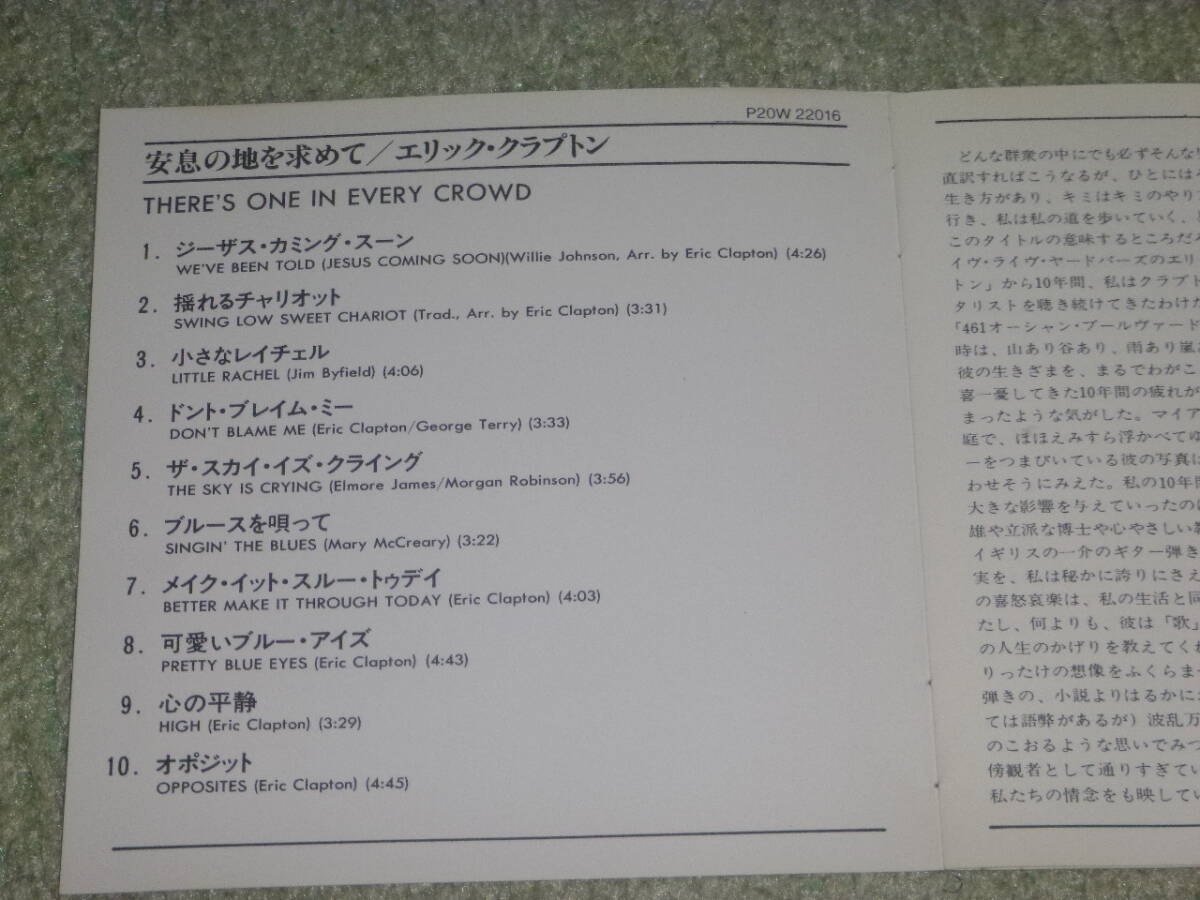 P20W 22016
安息の地を求めて/エリック・クラプトン
THERE'S ONE IN EVERY CROWD
1. ジーザス・カミング・スーン
WE'VE BEEN TOLD (JESUS COMING SOON)(Willie Johnson, Arr. by Eric Clapton) (4:26)
2. 揺れるチャリオット
SWING LOW SWEET CHARIOT (Trad., Arr. by Eric Clapton) (3:31)
3. 小さなレイチェル
LITTLE RACHEL (Jim Byfield) (4:06)
4. ドント・ブレイム・ミー
DON'T BLAME ME (Eric Clapton/George Terry) (3:33)
5. ザ・スカイ・イズ・クライング
THE SKY IS CRYING (Elmore James/Morgan Robinson) (3:56)
6. ブルースを唄って
SINGIN' THE BLUES (Mary McCreary) (3:22)
7. メイク・イット・スルー・トゥデイ
BETTER MAKE IT THROUGH TODAY (Eric Clapton) (4:03)
8. 可愛いブルー・アイズ
PRETTY BLUE EYES (Eric Clapton) (4:43)
9. 心の平静
HIGH (Eric Clapton) (3:29)
10. オポジット
OPPOSITES (Eric Clapton) (4:45)
どんな群衆の中にでも必ずそんな
直訳すればこうなるが、ひとには
生き方があり、キミはキミのやり
行き、私は私の道を歩いていく、
このタイトルの意味するところだ
イヴ・ライヴ・ヤードバーズのエリ
トン」から10年間、私はクラプト
タリストを聴き続けてきたわけだ
「461オーシャン・ブールヴァード
時は、山あり谷あり、雨あり嵐
彼の生きざまを、まるでわがこ
喜一憂してきた10年間の疲れが
まったような気がした。マイア
庭で、ほほえみすら浮かべてゆ
ーをつまびいている彼の写真は
わせそうにみえた。私の10年間
大きな影響を与えていったのは
雄や立派な博士や心やさしい
イギリスの一介のギター弾き
実を、私は秘かに誇りにさえ
の喜怒哀楽は、私の生活と同
たし、何よりも、彼は「歌」
の人生のかげりを教えてくれ
りったけの想像をふくらませ
弾きの、小説よりはるかに
ては語弊があるが）波乱万
のこおるような思いでみつ
傍観者として通りすぎてい
私たちの情念をも映してい